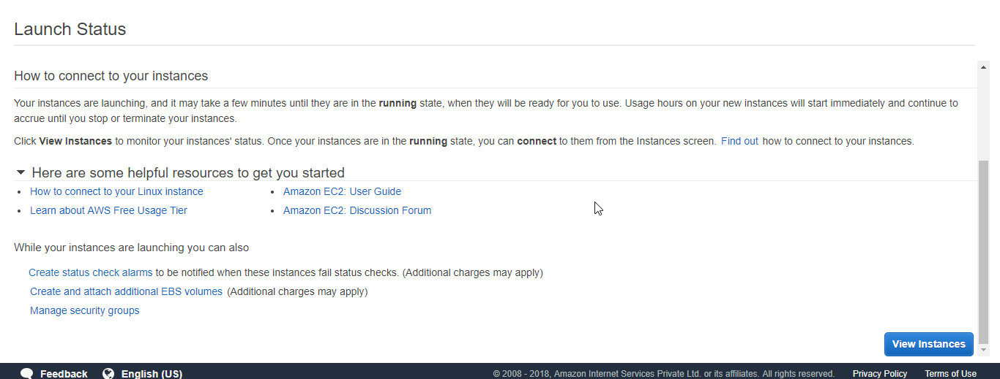 Launch Status
How to connect to your instances
Your instances are launching, and it may take a few minutes until they are in the running state, when they will be ready for you to use. Usage hours on your new instances will start immediately and continue to
accrue until you stop or terminate your instances.
Click View Instances to monitor your instances' status. Once your instances are in the running state, you can connect to them from the Instances screen. Find out how to connect to your instances.
Here are some helpful resources to get you started
How to connect to your Linux instance
Amazon EC2: User Guide
Learn about AWS Free Usage Tier
Amazon EC2: Discussion Forum
While your instances are launching you can also
Create status check alarms to be notified when these instances fail status checks. (Additional charges may apply)
Create and attach additional EBS volumes (Additional charges may apply)
Manage security groups
View Instances
Feedback
English (US)
© 2008 - 2018, Amazon Internet Services Private Ltd. or its affiliates. All rights reserved.
Privacy Policy
Terms of Use